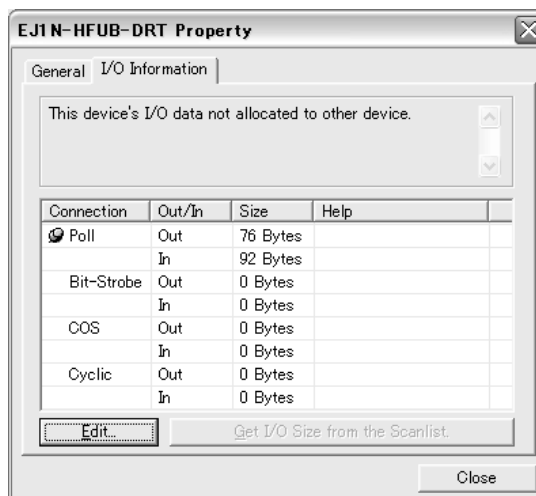 EJ1N-HFUB-DRT Property
General I/O Information
This device's I/O data not allocated to other device.
Connection Out/In Size Help
Poll Out 76 Bytes
In 92 Bytes
Bit-Strobe Out 0 Bytes
In 0 Bytes
COS Out 0 Bytes
In 0 Bytes
Cyclic Out 0 Bytes
In 0 Bytes
Edit... Get I/O Size from the Scanlist.
Close